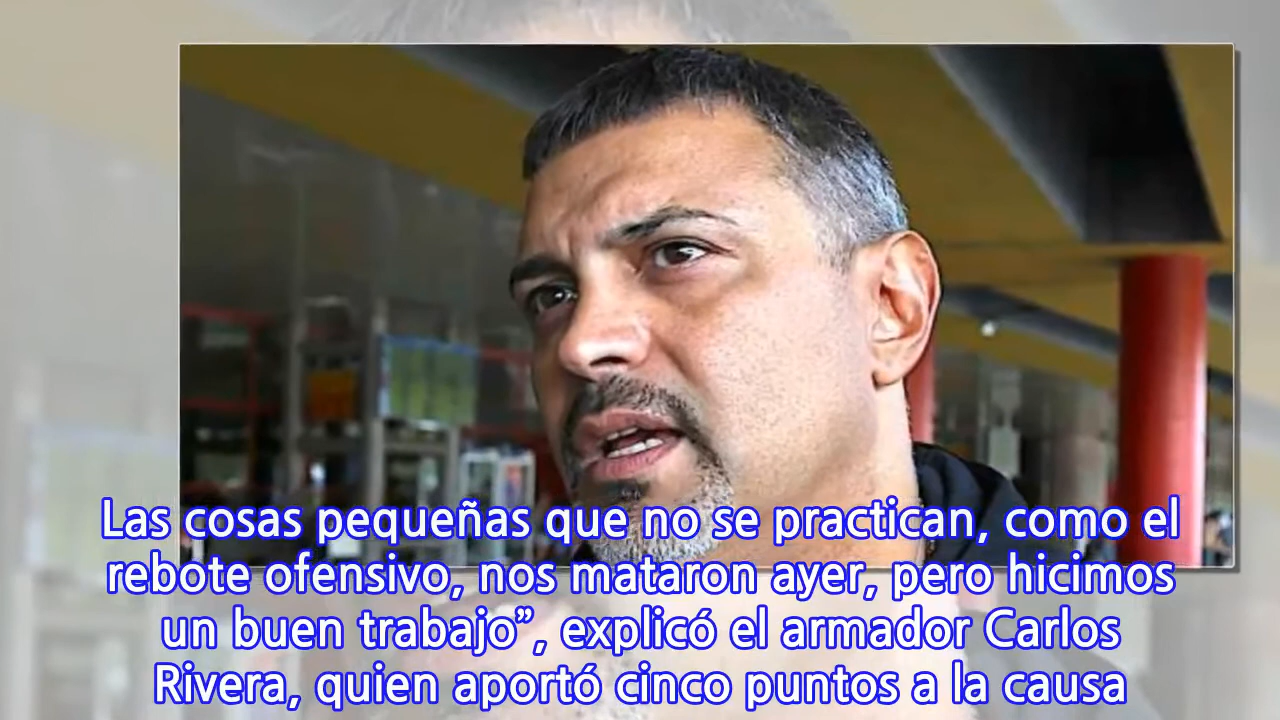 Las cosas pequeñas que no se practican, como el
rebote ofensivo, nos mataron ayer, pero hicimos
un buen trabajo”, explicó el armador Carlos
Rivera, quien aportó cinco puntos a la causa